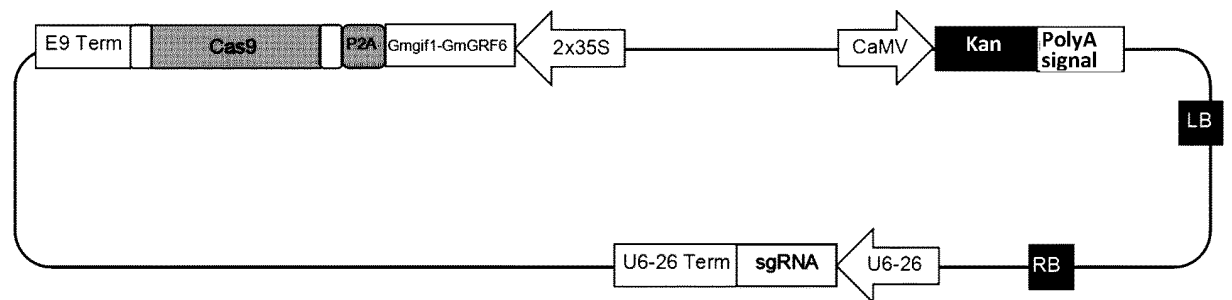 E9 Term
Cas9
P2A
Gmgif1-GmGRF6
2x35S
CaMV
Kan
PolyA
signal
LB
U6-26 Term
sgRNA
U6-26
RB